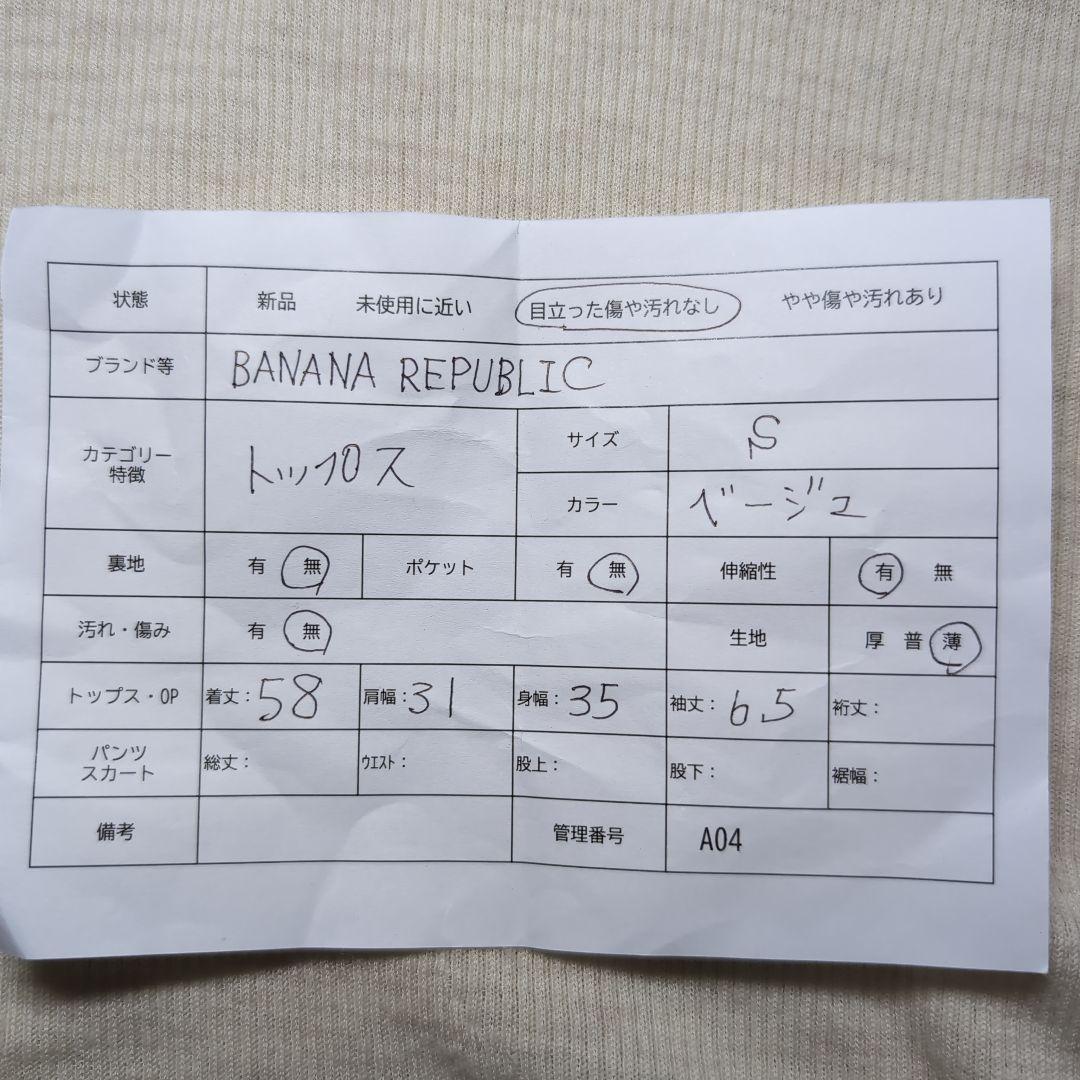 状態 新品 未使用に近い 目立った傷や汚れなし やや傷や汚れあり
ブランド等 BANANA REPUBLIC
カテゴリー
特徴
トップス
サイズ S
カラー ベージュ
裏地 有 無 ポケット 有 無 伸縮性 有 無
汚れ・傷み 有 無 生地 厚 普 薄
トップス・OP 着丈:58 肩幅:31 身幅:35 袖丈:65 裄丈:
パンツ
スカート
総丈: ウエスト: 股上: 股下: 裾幅:
備考 管理番号 A04